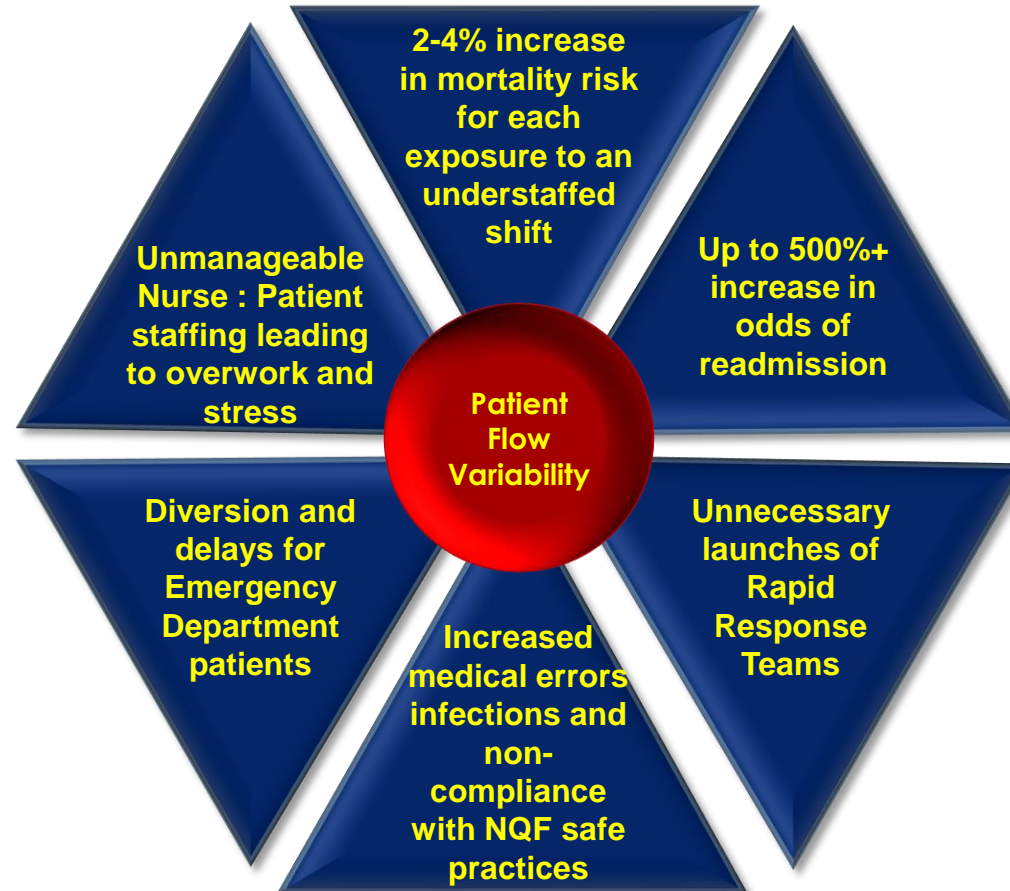 2-4% increase
in mortality risk
for each
exposure to an
understaffed
shift
Up to 500%+
increase in
odds of
readmission
Unnecessary
launches of
Rapid
Response
Teams
Increased
medical errors
infections and
non-
compliance
with NQF safe
practices
Diversion and
delays for
Emergency
Department
patients
Unmanageable
Nurse : Patient
staffing leading
to overwork and
stress
Patient
Flow
Variability